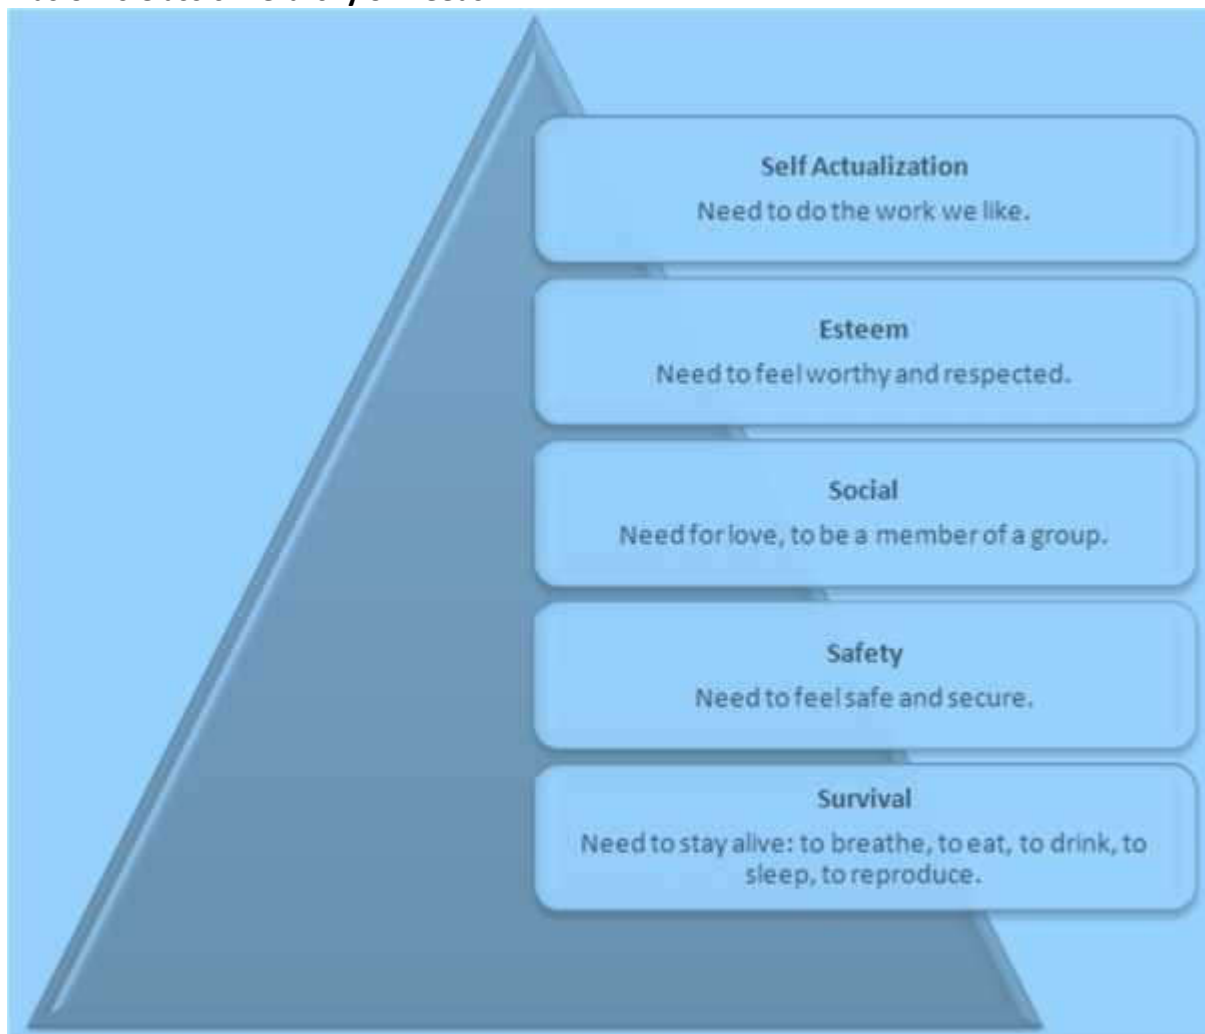 Self Actualization
Need to do the work we like.
Esteem
Need to feel worthy and respected.
Social
Need for love, to be a member of a group.
Safety
Need to feel safe and secure.
Survival
Need to stay alive: to breathe, to eat, to drink, to
sleep, to reproduce.